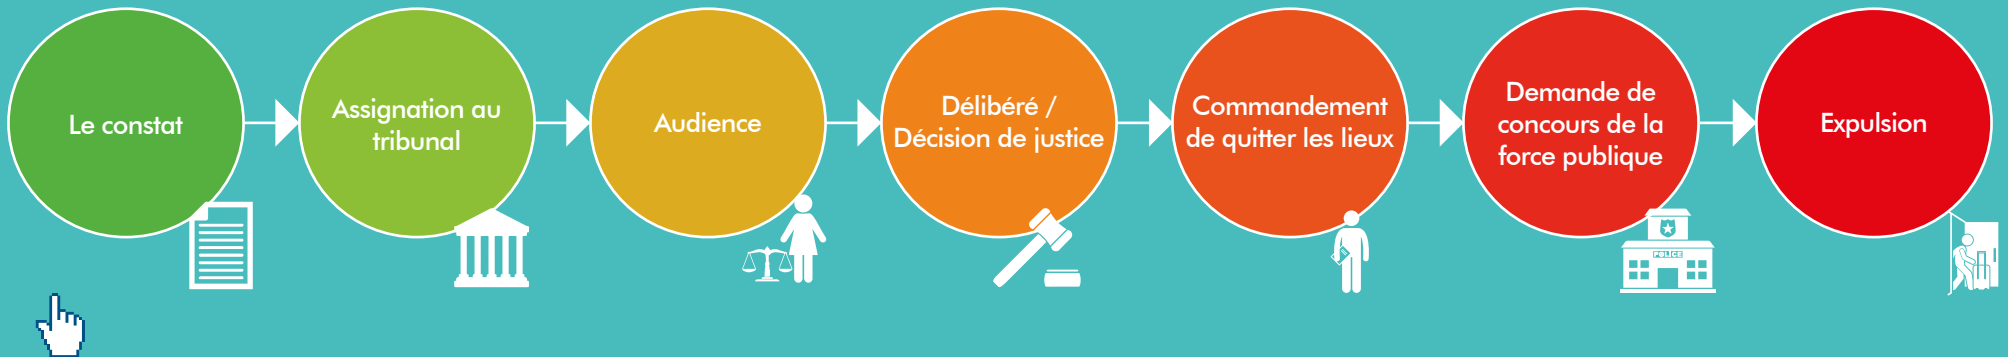 Le constat
Assignation au
tribunal
Audience
Délibéré /
Décision de justice
Commandement
de quitter les lieux
Demande de
concours de la
force publique
POLICE
Expulsion